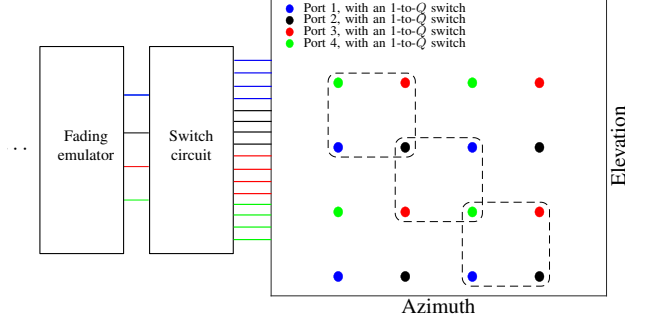 Port 1, with an 1-to-Q switch
Port 2, with an 1-to-Q switch
Port 3, with an 1-to-Q switch
Port 4, with an 1-to-Q switch
. .
Fading
emulator
Switch
circuit
Elevation
Azimuth